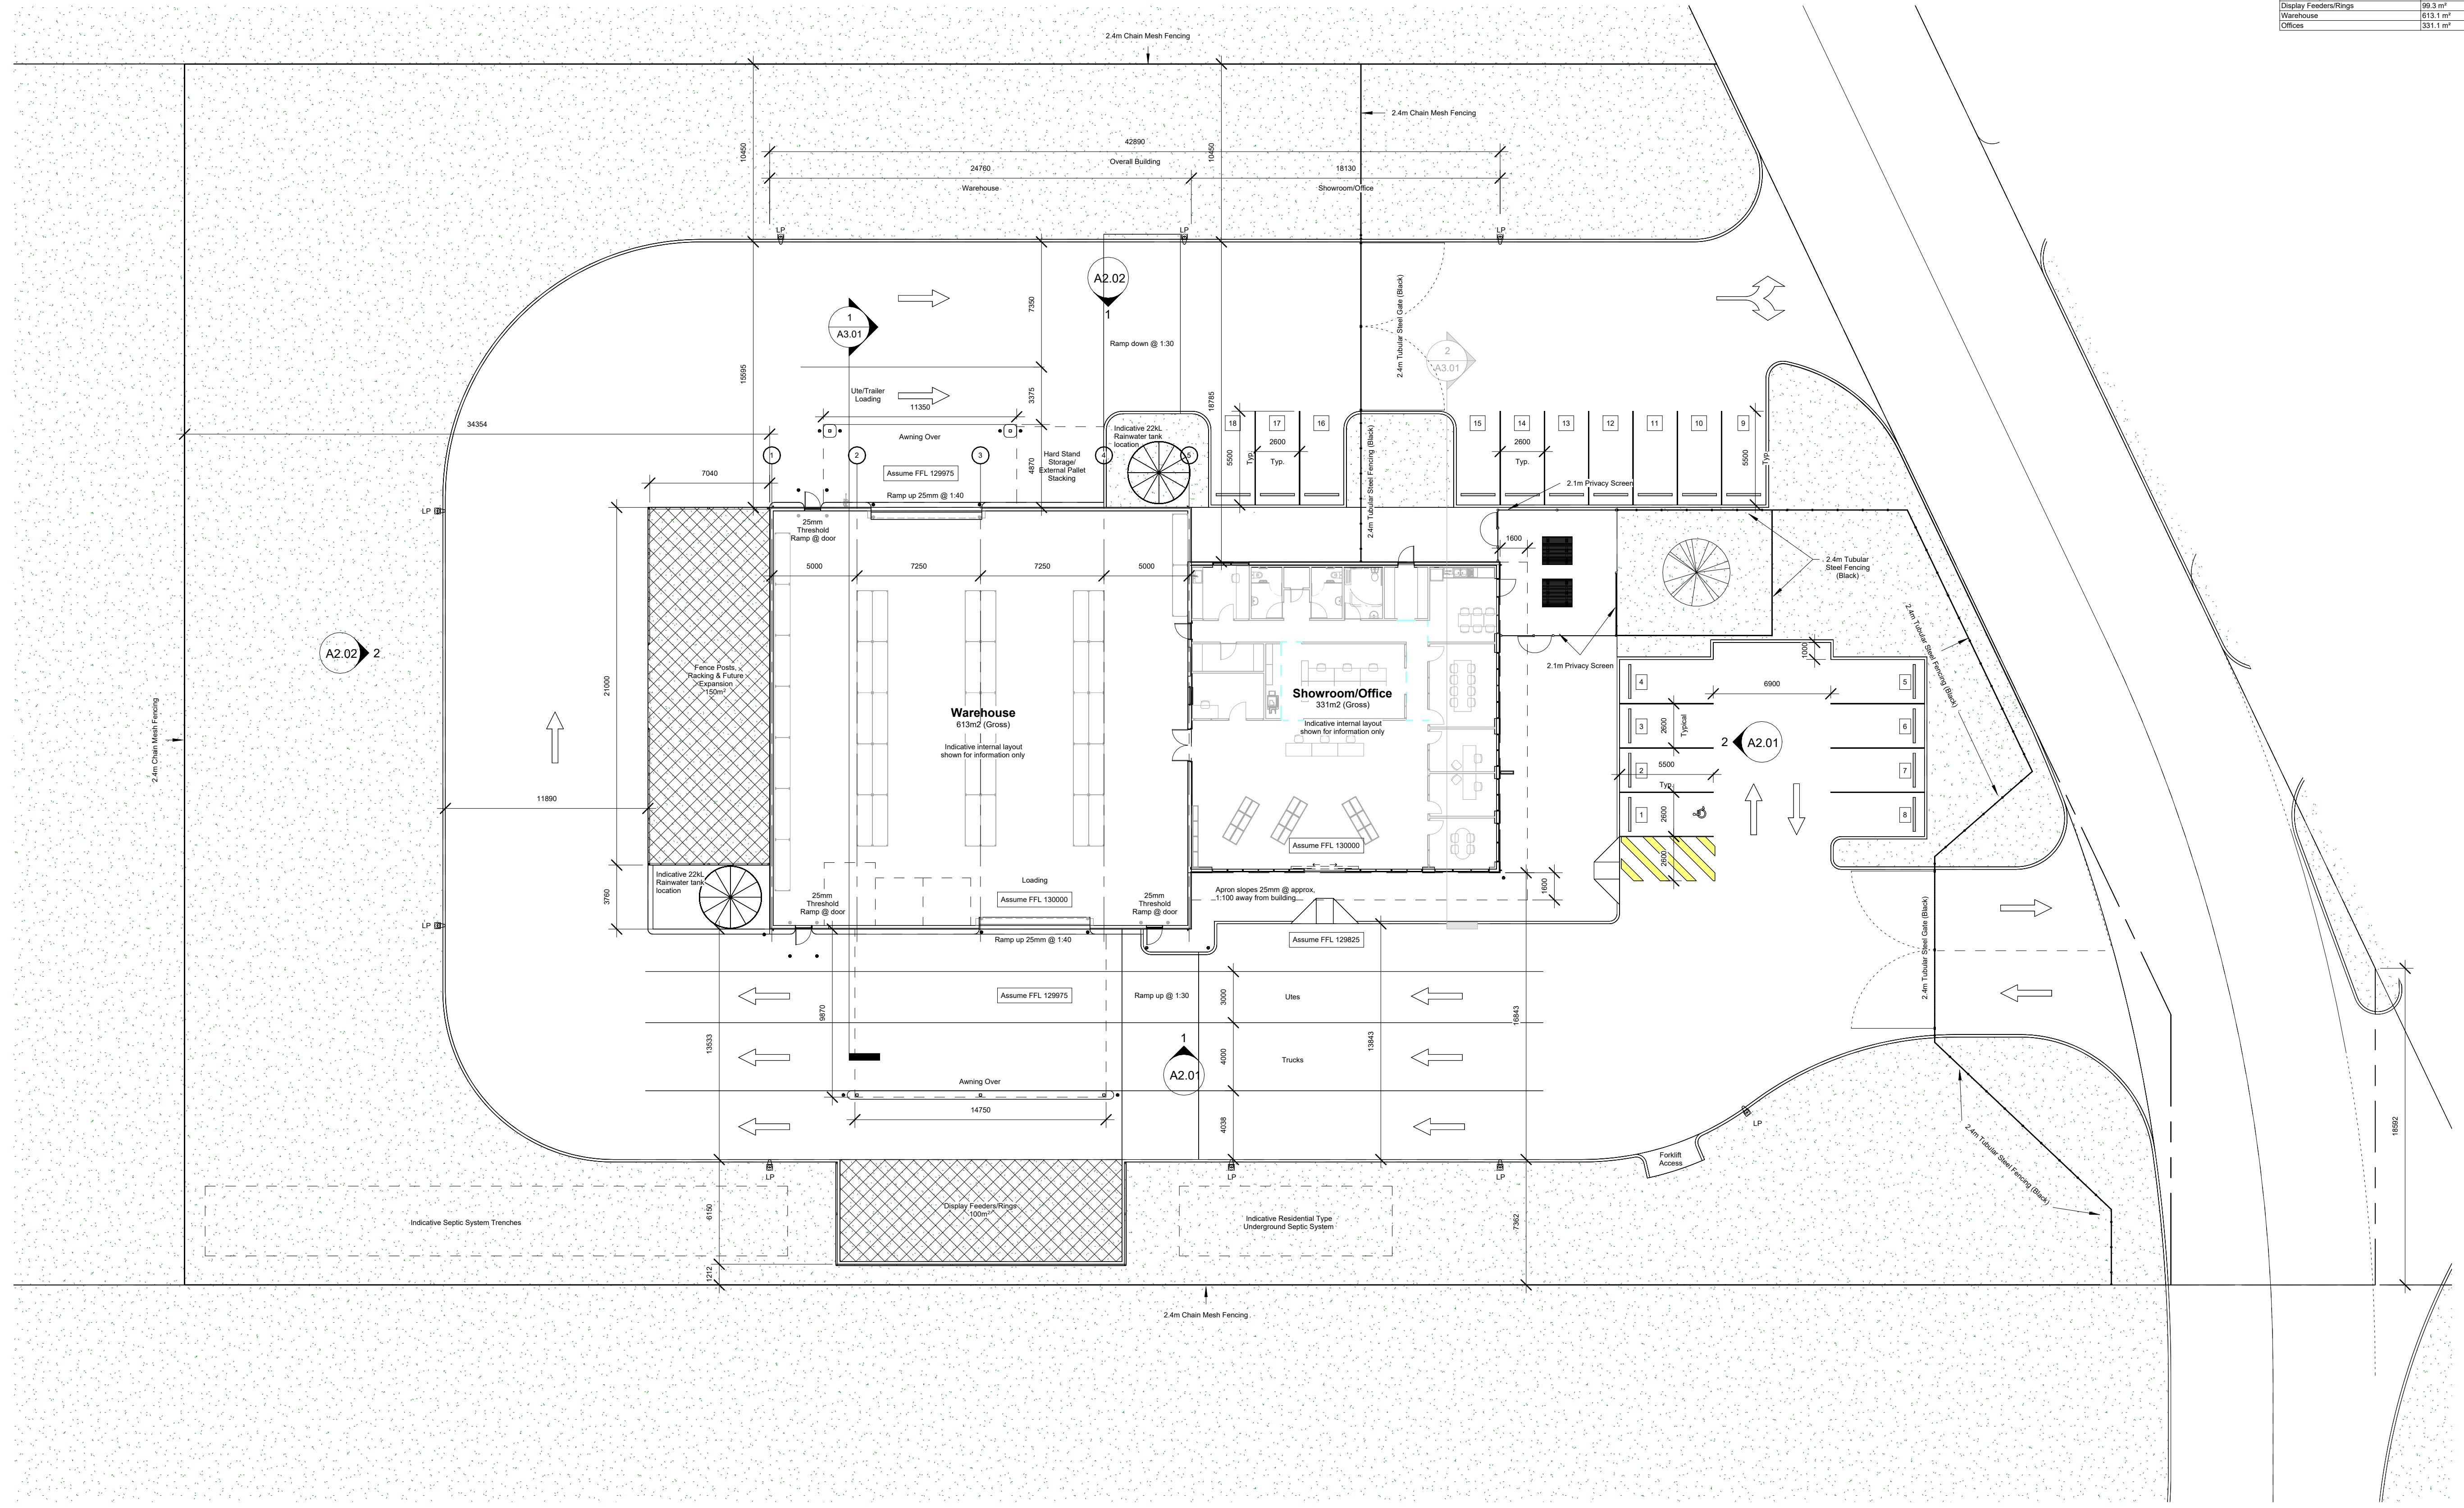 Display Feeders/Rings 99.3 m²
Warehouse 613.1 m²
Offices 331.1 m²
2.4m Chain Mesh Fencing
2.4m Chain Mesh Fencing
42890
Overall Building
10450
10450
24760
18130
Warehouse
Showroom/Office
LP
LP
LP
A2.02
1
1
A3.01
7350
2.4m Tubular Steel Gate (Black)
Ramp down @ 1:30
2
A3.01
15595
Ute/Trailer
Loading
11350
3375
18785
34354
Awning Over
Indicative 22kL
Rainwater tank
location
18
17
16
15
14
13
12
11
10
9
2600
Typ.
2600
Typ.
5500
Typ.
5500
Typ.
1
2
3
4
5
Hard Stand
Storage/
External Pallet
Stacking
4870
7040
Assume FFL 129975
Ramp up 25mm @ 1:40
2.4m Tubular Steel Fencing (Black)
2.1m Privacy Screen
LP
25mm
Threshold
Ramp @ door
1600
2.4m Tubular
Steel Fencing
(Black)
5000
7250
7250
5000
2.4m Tubular Steel Fencing (Black)
A2.02
2
2.1m Privacy Screen
1000
Fence Posts,
Racking & Future
Expansion
150m²
21000
4
5
6900
Showroom/Office
331m2 (Gross)
Indicative internal layout
shown for information only
Warehouse
613m2 (Gross)
Indicative internal layout
shown for information only
3
6
2600
Typical
2
A2.01
2.4m Chain Mesh Fencing
2
7
5500
Typ.
11890
1
8
2600
Assume FFL 130000
2600
Indicative 22kL
Rainwater tank
location
3760
Loading
Assume FFL 130000
25mm
Threshold
Ramp @ door
25mm
Threshold
Ramp @ door
Apron slopes 25mm @ approx,
1:100 away from building
1600
LP
Ramp up 25mm @ 1:40
Assume FFL 129825
2.4m Tubular Steel Gate (Black)
Assume FFL 129975
Ramp up @ 1:30
3000
Utes
9870
16843
13533
13843
1
4000
Trucks
A2.01
Awning Over
14750
4038
LP
18592
2.4m Tubular Steel Fencing (Black)
Forklift
Access
LP
LP
LP
6150
Display Feeders/Rings
100m²
Indicative Septic System Trenches
Indicative Residential Type
Underground Septic System
7362
1212
2.4m Chain Mesh Fencing